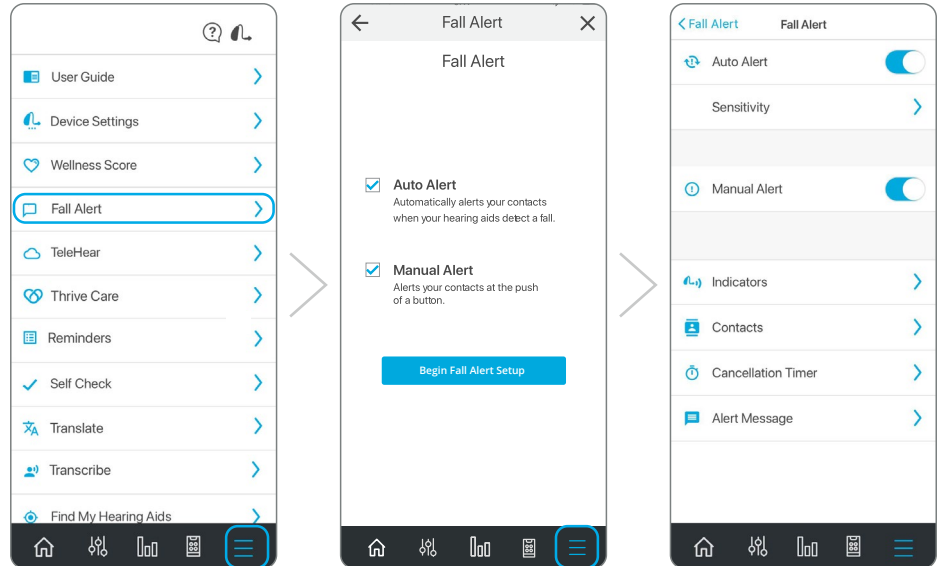 User Guide
Device Settings
Wellness Score
Fall Alert
TeleHear
Thrive Care
Reminders
Self Check
Translate
Transcribe
Find My Hearing Aids
Fall Alert
Fall Alert
Auto Alert
Automatically alerts your contacts
when your hearing aids detect a fall.
Manual Alert
Alerts your contacts at the push
of a button.
Begin Fall Alert Setup
Fall Alert
Fall Alert
Auto Alert
Sensitivity
Manual Alert
Indicators
Contacts
Cancellation Timer
Alert Message